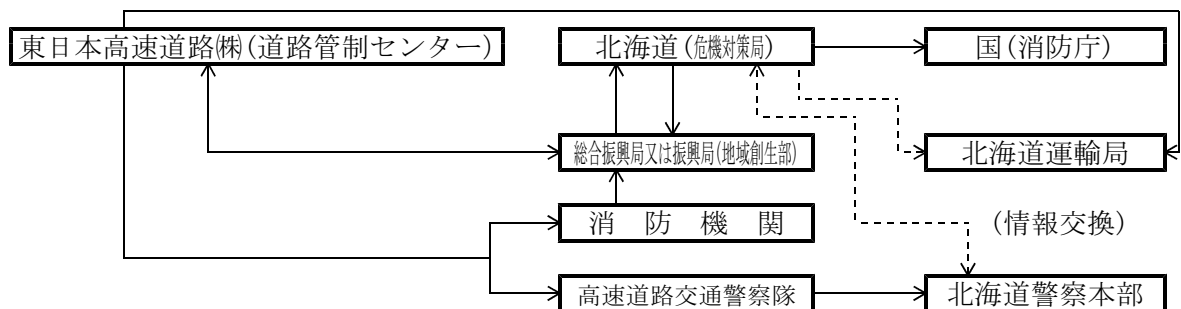 東日本高速道路㈱(道路管制センター)
北海道(危機対策局)
国(消防庁)
総合振興局又は振興局(地域創生部)
北海道運輸局
消防機関
(情報交換)
高速道路交通警察隊
北海道警察本部